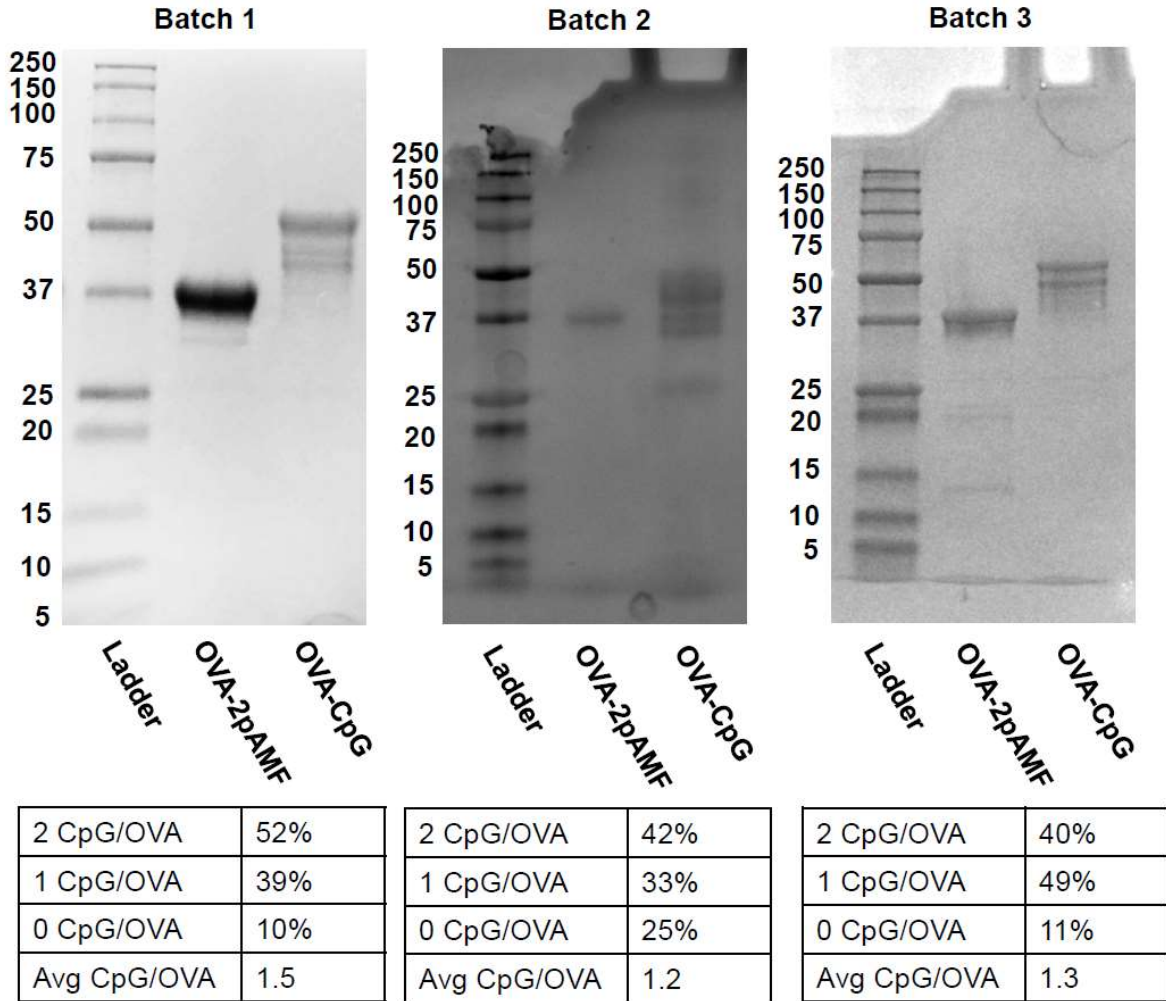 Batch 1
250
150
100
75
50
37
25
20
15
10
5
Ladder
OVA-2pAMF
OVA-CpG
2 CpG/OVA 52%
1 CpG/OVA 39%
0 CpG/OVA 10%
Avg CpG/OVA 1.5
Batch 2
250
150
100
75
50
37
25
20
15
10
5
Ladder
OVA-2pAMF
OVA-CpG
2 CpG/OVA 42%
1 CpG/OVA 33%
0 CpG/OVA 25%
Avg CpG/OVA 1.2
Batch 3
250
150
100
75
50
37
25
20
15
10
5
Ladder
OVA-2pAMF
OVA-CpG
2 CpG/OVA 40%
1 CpG/OVA 49%
0 CpG/OVA 11%
Avg CpG/OVA 1.3